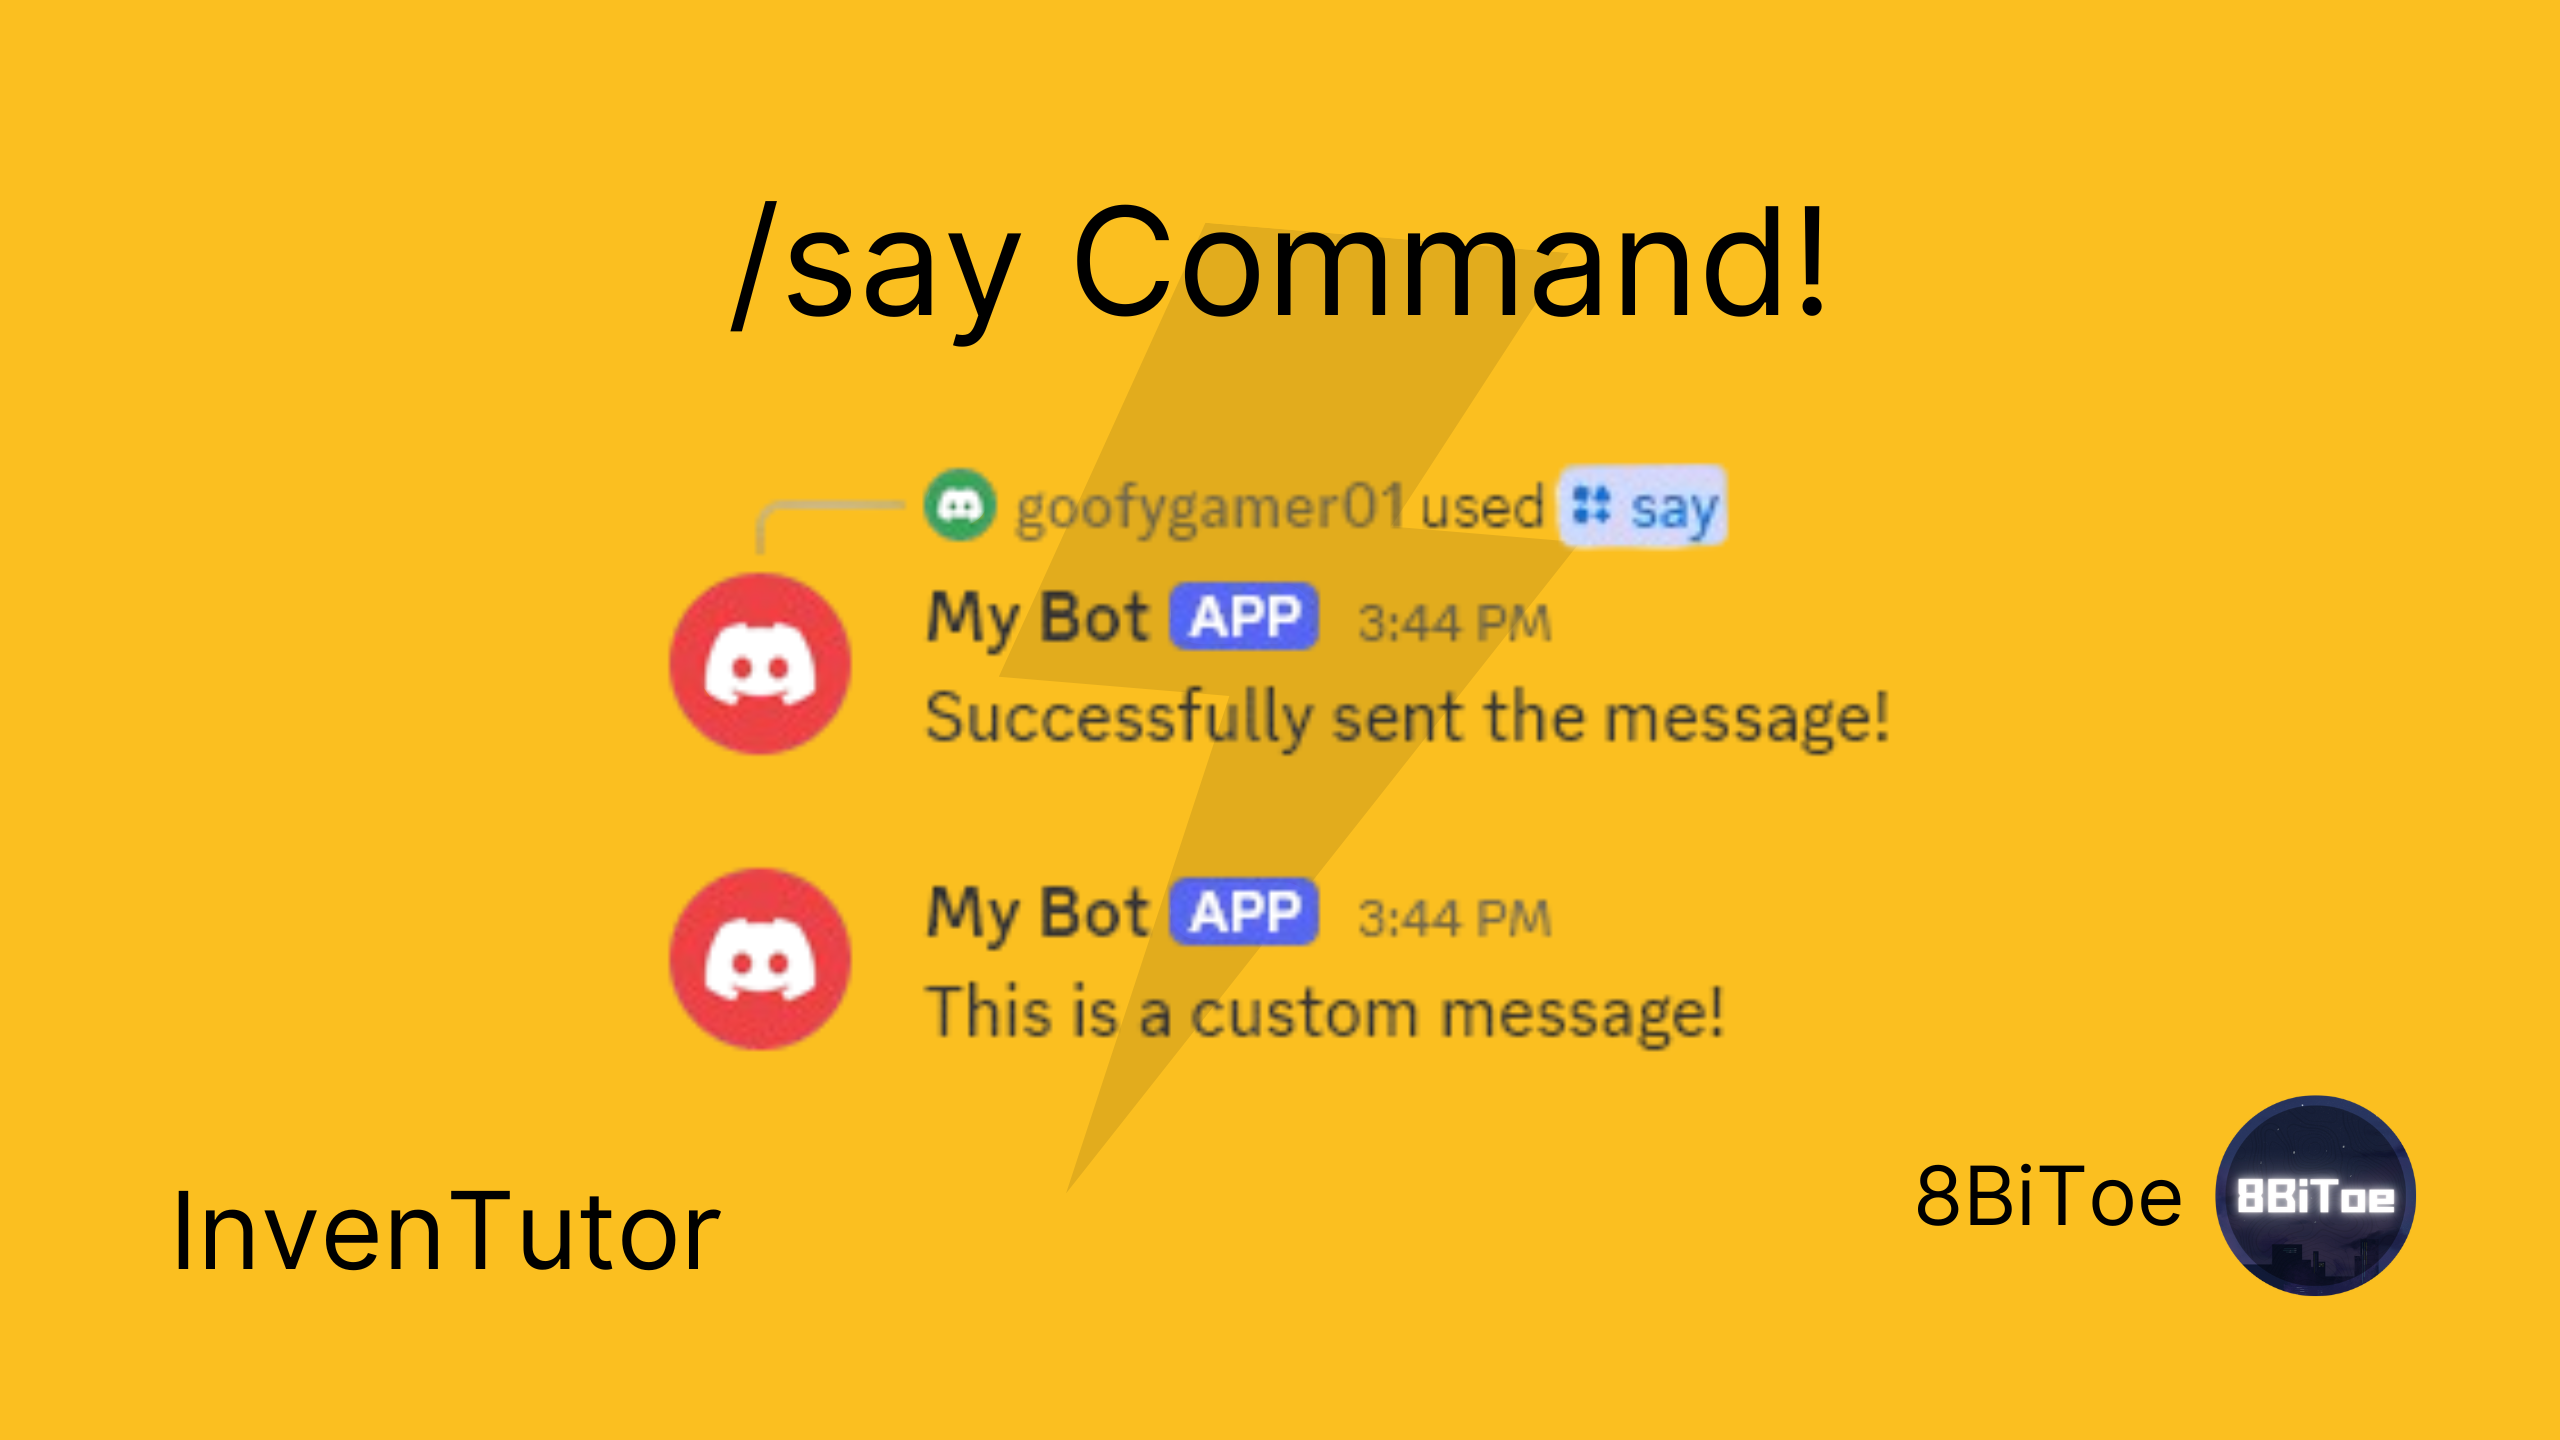 /say Command!
goofygamer01 used say
My Bot APP 3:44 PM
Successfully sent the message!
My Bot APP 3:44 PM
This is a custom message!
InvenTutor
8BiToe
8BiToe